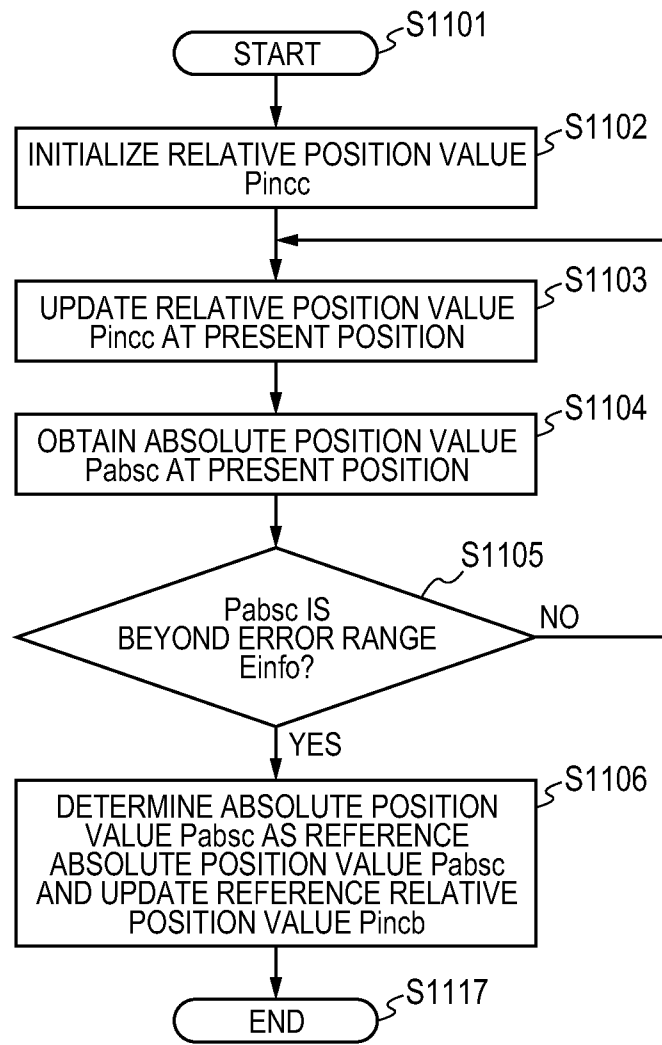 START
S1101
INITIALIZE RELATIVE POSITION VALUE
Pincc
S1102
UPDATE RELATIVE POSITION VALUE
Pincc AT PRESENT POSITION
S1103
OBTAIN ABSOLUTE POSITION VALUE
Pabsc AT PRESENT POSITION
S1104
Pabsc IS
BEYOND ERROR RANGE
Einfo?
S1105
NO
YES
DETERMINE ABSOLUTE POSITION
VALUE Pabsc AS REFERENCE
ABSOLUTE POSITION VALUE Pabsc
AND UPDATE REFERENCE RELATIVE
POSITION VALUE Pincb
S1106
END
S1117